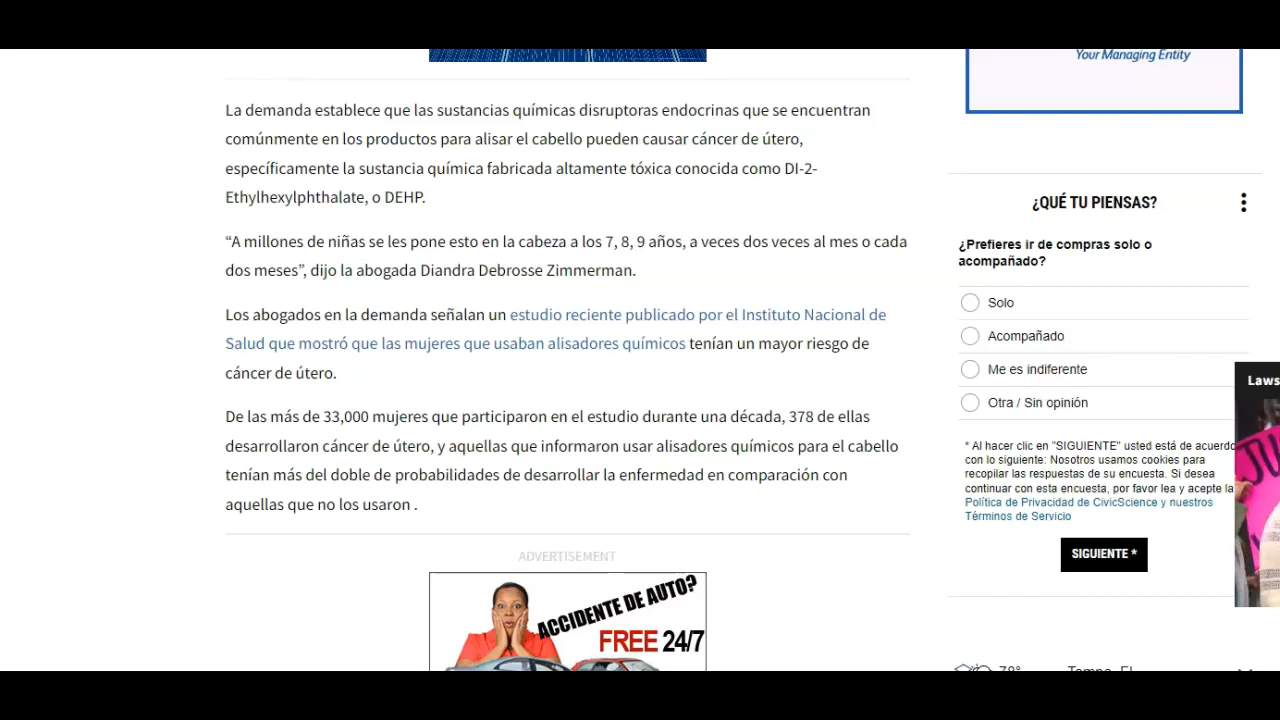 Your Managing Entity
La demanda establece que las sustancias químicas disruptoras endocrinas que se encuentran
comúnmente en los productos para alisar el cabello pueden causar cáncer de útero,
específicamente la sustancia química fabricada altamente tóxica conocida como DI-2-
Ethylhexylphthalate, o DEHP.
“A millones de niñas se les pone esto en la cabeza a los 7, 8, 9 años, a veces dos veces al mes o cada
dos meses”, dijo la abogada Diandra Debrosse Zimmerman.
Los abogados en la demanda señalan un estudio reciente publicado por el Instituto Nacional de
Salud que mostró que las mujeres que usaban alisadores químicos tenían un mayor riesgo de
cáncer de útero.
De las más de 33,000 mujeres que participaron en el estudio durante una década, 378 de ellas
desarrollaron cáncer de útero, y aquellas que informaron usar alisadores químicos para el cabello
tenían más del doble de probabilidades de desarrollar la enfermedad en comparación con
aquellas que no los usaron .
ADVERTISEMENT
ACCIDENTE DE AUTO?
FREE 24/7
¿QUÉ TU PIENSAS?
¿Prefieres ir de compras solo o
acompañado?
Solo
Acompañado
Me es indiferente
Otra / Sin opinión
* Al hacer clic en "SIGUIENTE" usted está de acuerdo
con lo siguiente: Nosotros usamos cookies para
recopilar las respuestas de su encuesta. Si desea
continuar con esta encuesta, por favor lea y acepte la
Política de Privacidad de CivicScience y nuestros
Términos de Servicio
SIGUIENTE *
Laws
JU
78°
Tampa, FL